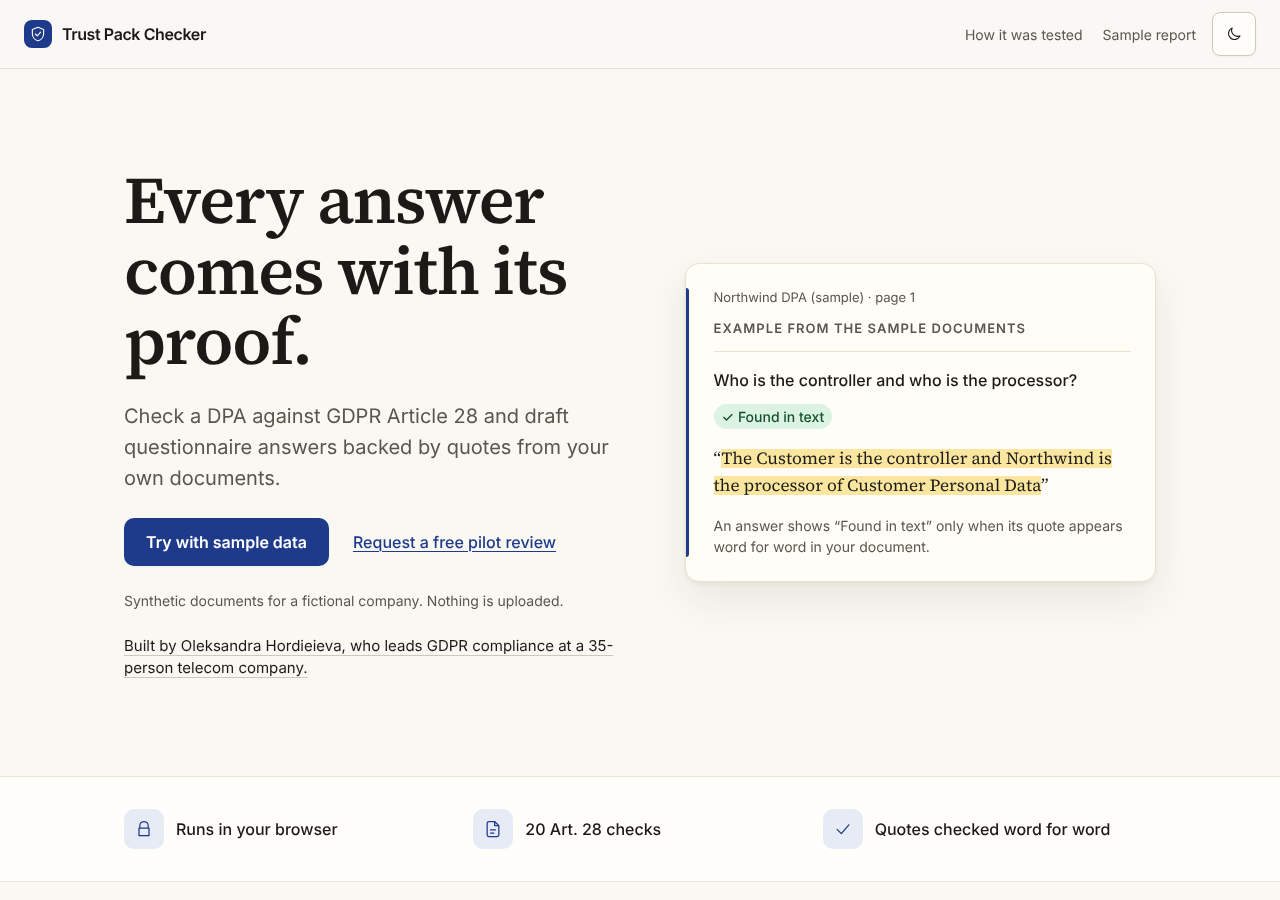 Trust Pack Checker
How it was tested
Sample report
Every answer
comes with its
proof.
Check a DPA against GDPR Article 28 and draft
questionnaire answers backed by quotes from your
own documents.
Try with sample data
Request a free pilot review
Synthetic documents for a fictional company. Nothing is uploaded.
Built by Oleksandra Hordieieva, who leads GDPR compliance at a 35-
person telecom company.
Northwind DPA (sample) · page 1
EXAMPLE FROM THE SAMPLE DOCUMENTS
Who is the controller and who is the processor?
✓ Found in text
“The Customer is the controller and Northwind is
the processor of Customer Personal Data”
An answer shows “Found in text” only when its quote appears
word for word in your document.
Runs in your browser
20 Art. 28 checks
Quotes checked word for word